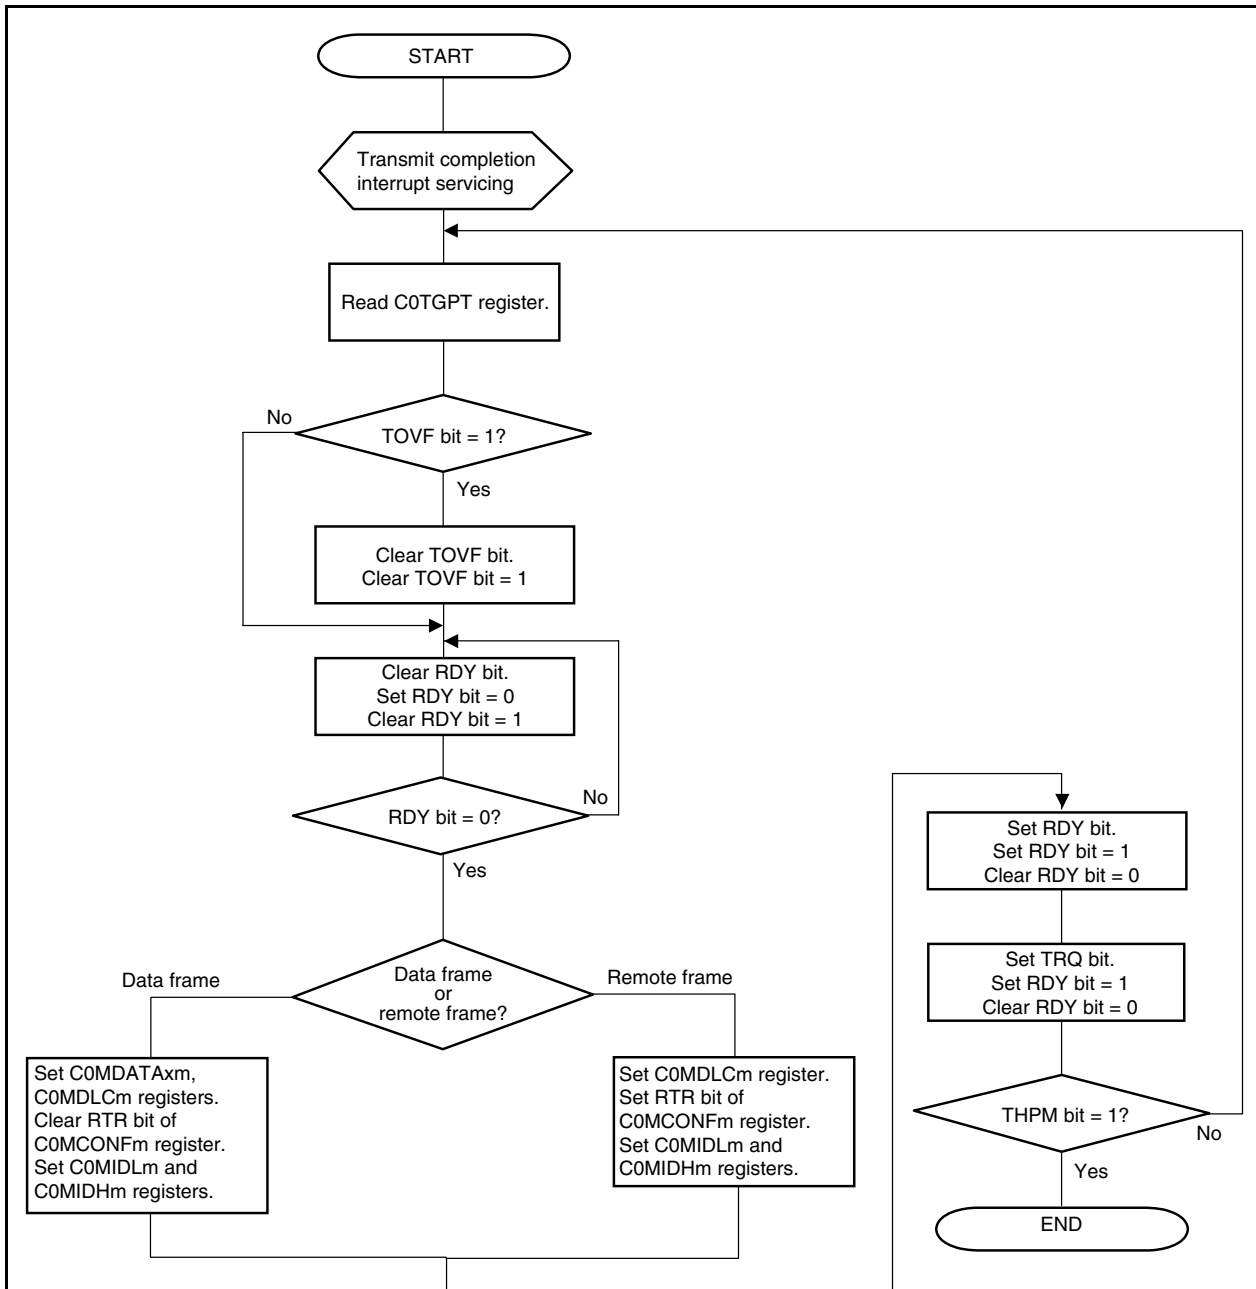 START
Transmit completion
interrupt servicing
Read C0TGPT register.
No
TOVF bit = 1?
Yes
Clear TOVF bit.
Clear TOVF bit = 1
Clear RDY bit.
Set RDY bit = 0
Clear RDY bit = 1
RDY bit = 0?
No
Yes
Data frame
Data frame
or
remote frame?
Remote frame
Set C0MDATAxm,
C0MDLCm registers.
Clear RTR bit of
C0MCONFm register.
Set C0MIDLm and
C0MIDHm registers.
Set C0MDLCm register.
Set RTR bit of
C0MCONFm register.
Set C0MIDLm and
C0MIDHm registers.
Set RDY bit.
Set RDY bit = 1
Clear RDY bit = 0
Set TRQ bit.
Set RDY bit = 1
Clear RDY bit = 0
THPM bit = 1?
No
Yes
END